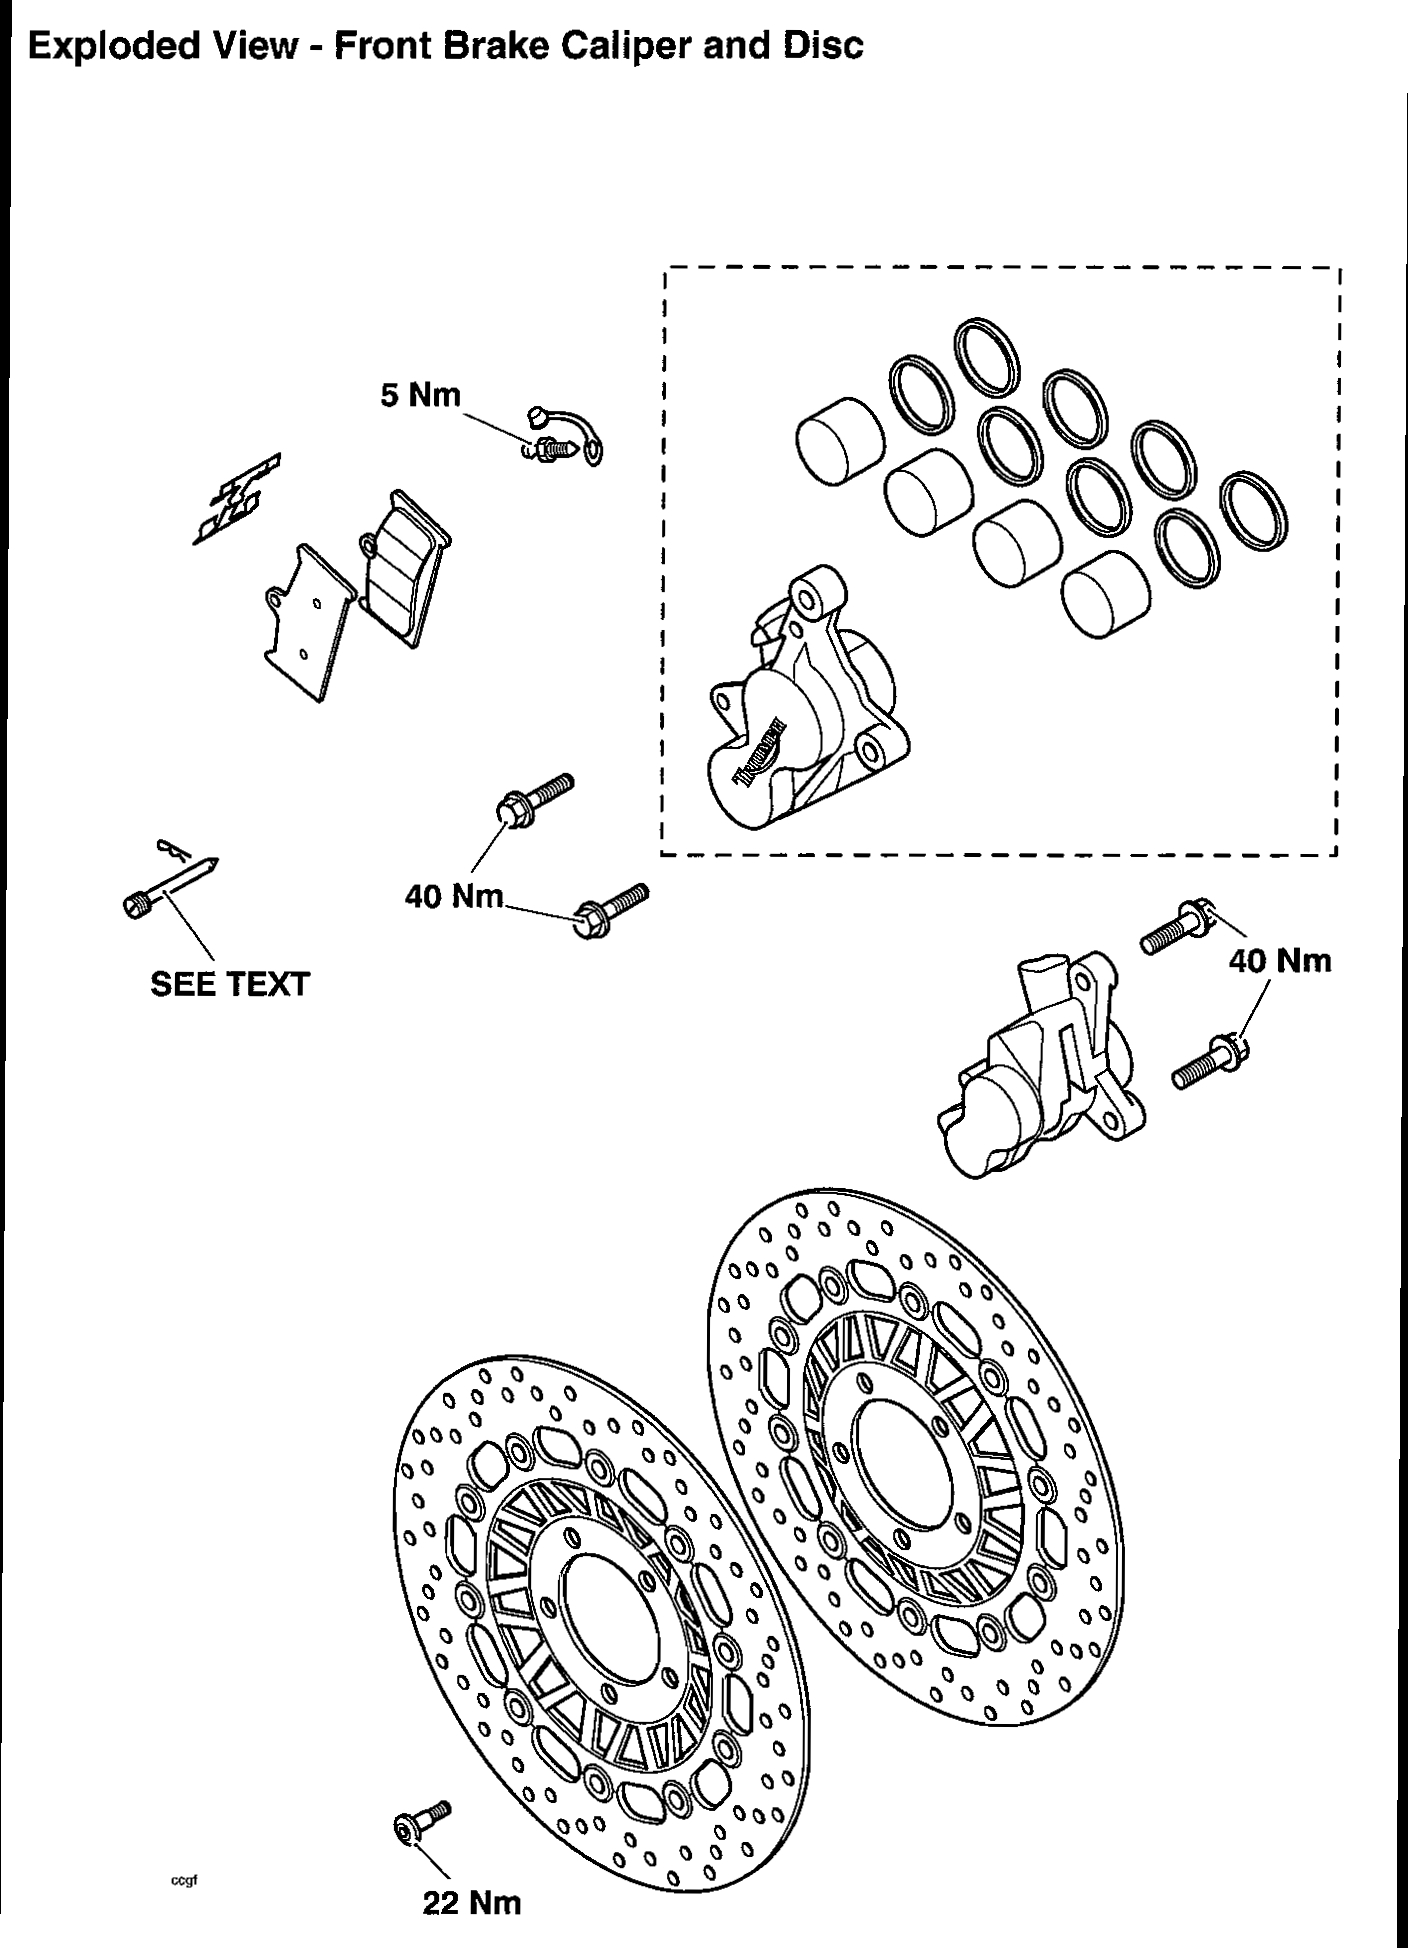 Exploded View - Front Brake Caliper and Disc
5 Nm
TRIUMPH
40 Nm
SEE TEXT
40 Nm
22 Nm
ccgf